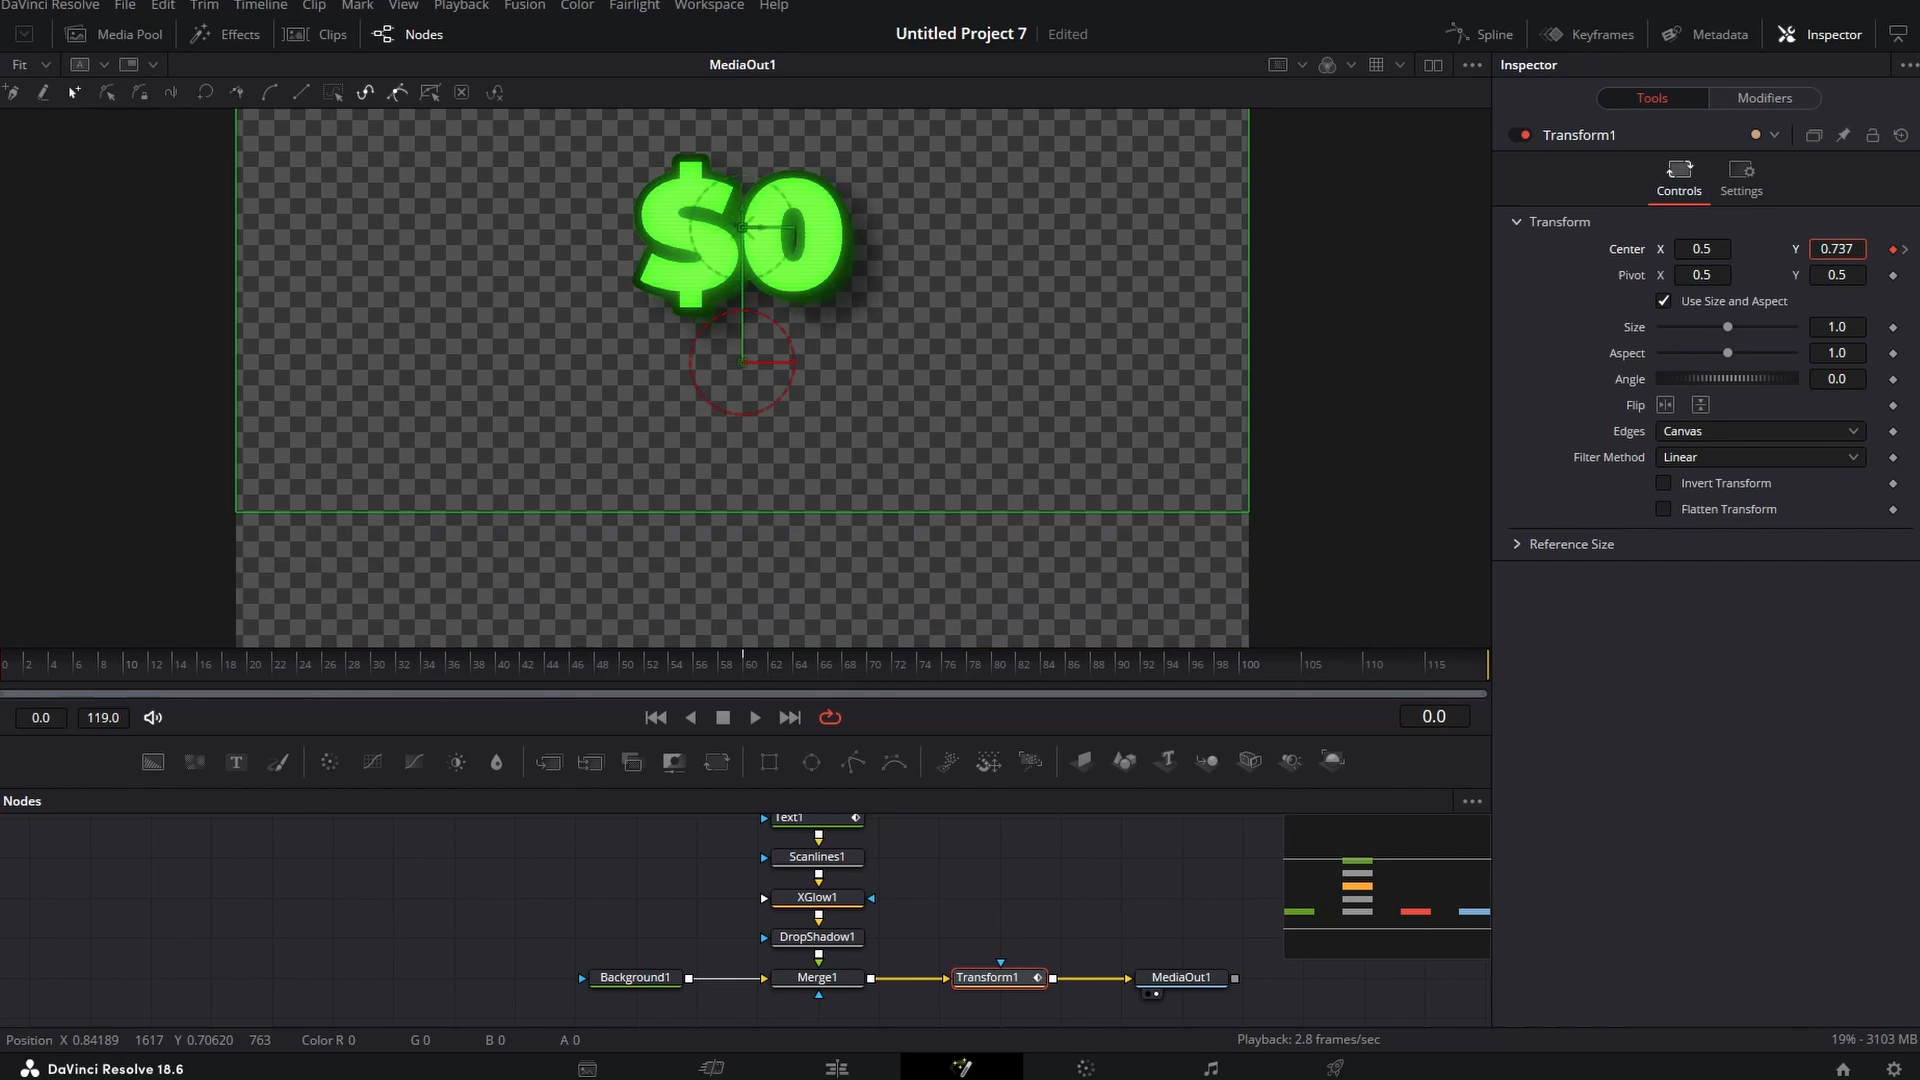 DaVinci Resolve File Edit Trim Timeline Clip Mark View Playback Fusion Color Fairlight Workspace Help
Media Pool Effects Clips Nodes Untitled Project 7 Edited Spline Keyframes Metadata Inspector
Fit A MediaOut1 Inspector
Tools Modifiers
Transform1
Controls Settings
Transform
Center X 0.5 Y 0.737
Pivot X 0.5 Y 0.5
Use Size and Aspect
Size 1.0
Aspect 1.0
Angle 0.0
Flip
Edges Canvas
Filter Method Linear
Invert Transform
Flatten Transform
Reference Size
$0
0 2 4 6 8 10 12 14 16 18 20 22 24 26 28 30 32 34 36 38 40 42 44 46 48 50 52 54 56 58 60 62 64 66 68 70 72 74 76 78 80 82 84 86 88 90 92 94 96 98 100 105 110 115
0.0 119.0 0.0
T T
Nodes
Text1
Scanlines1
XGlow1
DropShadow1
Background1 Merge1 Transform1 MediaOut1
Position X 0.84189 1617 Y 0.70620 763 Color R 0 G 0 B 0 A 0 Playback: 2.8 frames/sec 19% - 3103 MB
DaVinci Resolve 18.6